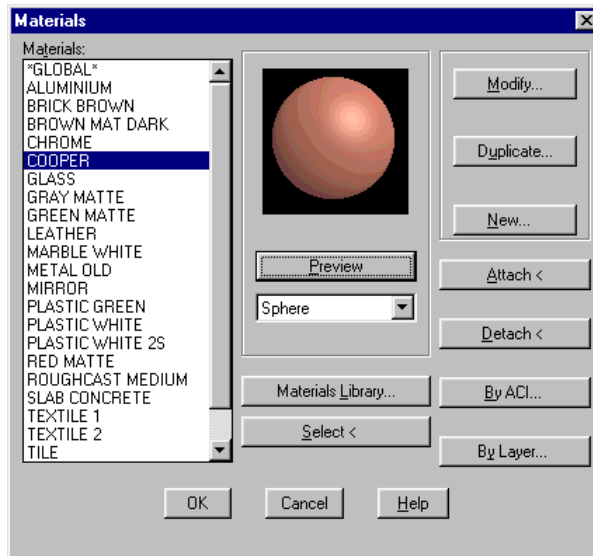 Materials
Materials:
*GLOBAL*
ALUMINIUM
BRICK BROWN
BROWN MAT DARK
CHROME
COOPER
GLASS
GRAY MATTE
GREEN MATTE
LEATHER
MARBLE WHITE
METAL OLD
MIRROR
PLASTIC GREEN
PLASTIC WHITE
PLASTIC WHITE 2S
RED MATTE
ROUGHCAST MEDIUM
SLAB CONCRETE
TEXTILE 1
TEXTILE 2
TILE
Preview
Sphere
Materials Library...
Select <
Modify...
Duplicate...
New...
Attach <
Detach <
By ACI...
By Layer...
OK
Cancel
Help